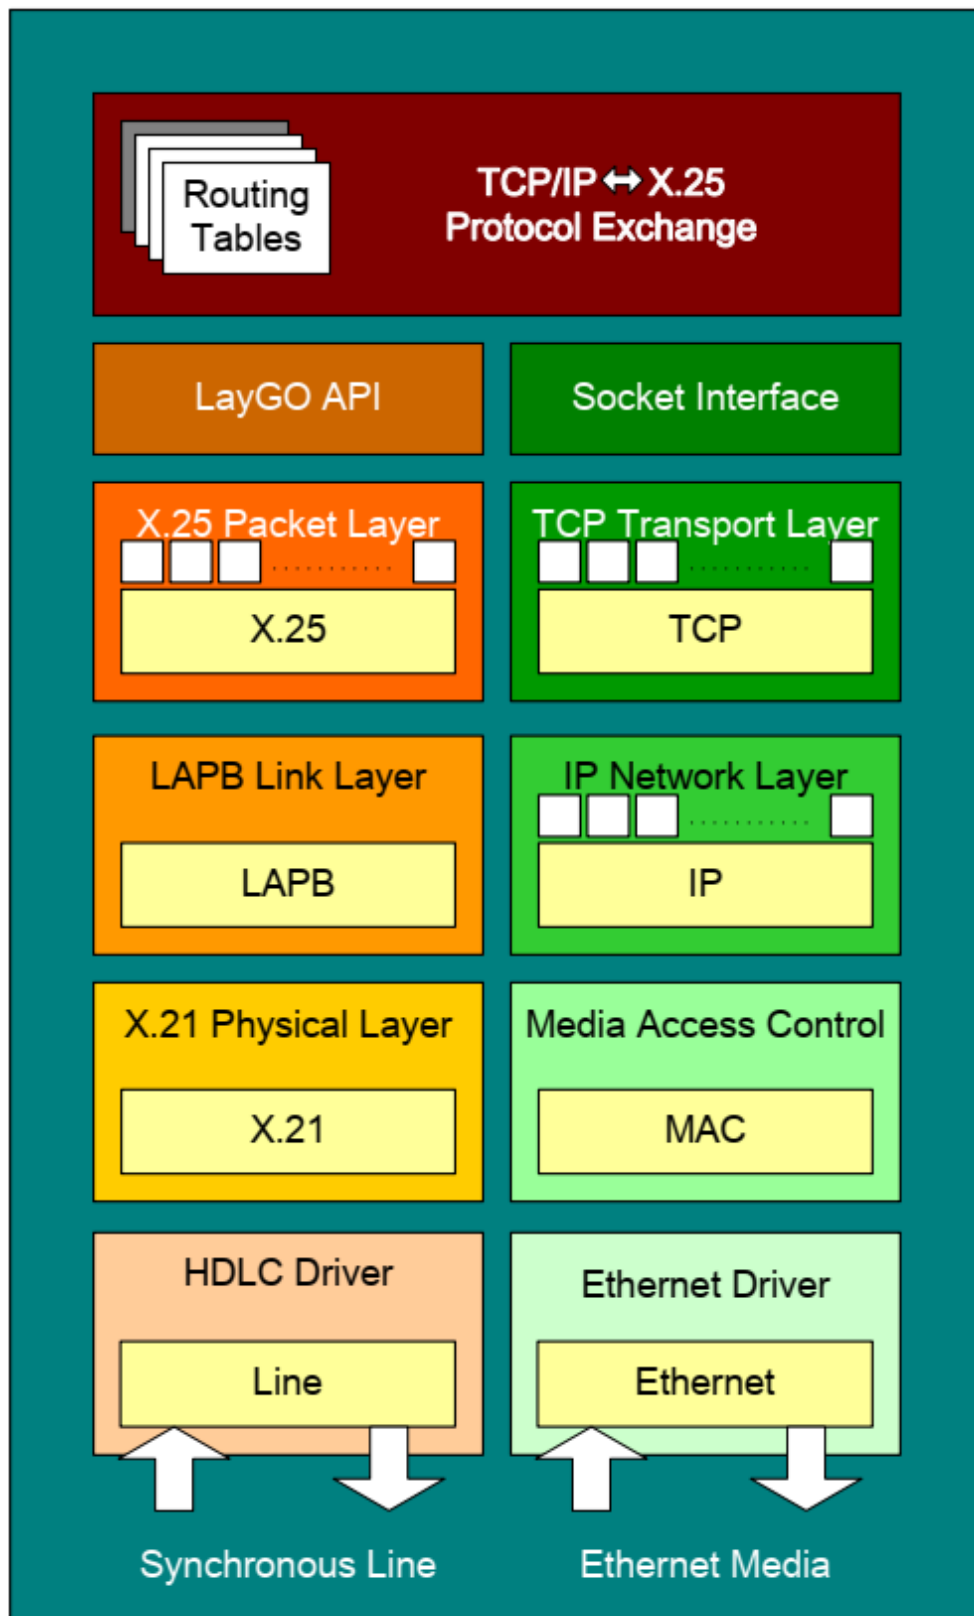 Routing
Tables
TCP/IP ⇔ X.25
Protocol Exchange
LayGO API
Socket Interface
X.25 Packet Layer
TCP Transport Layer
X.25
TCP
LAPB Link Layer
IP Network Layer
LAPB
IP
X.21 Physical Layer
Media Access Control
X.21
MAC
HDLC Driver
Ethernet Driver
Line
Ethernet
Synchronous Line
Ethernet Media